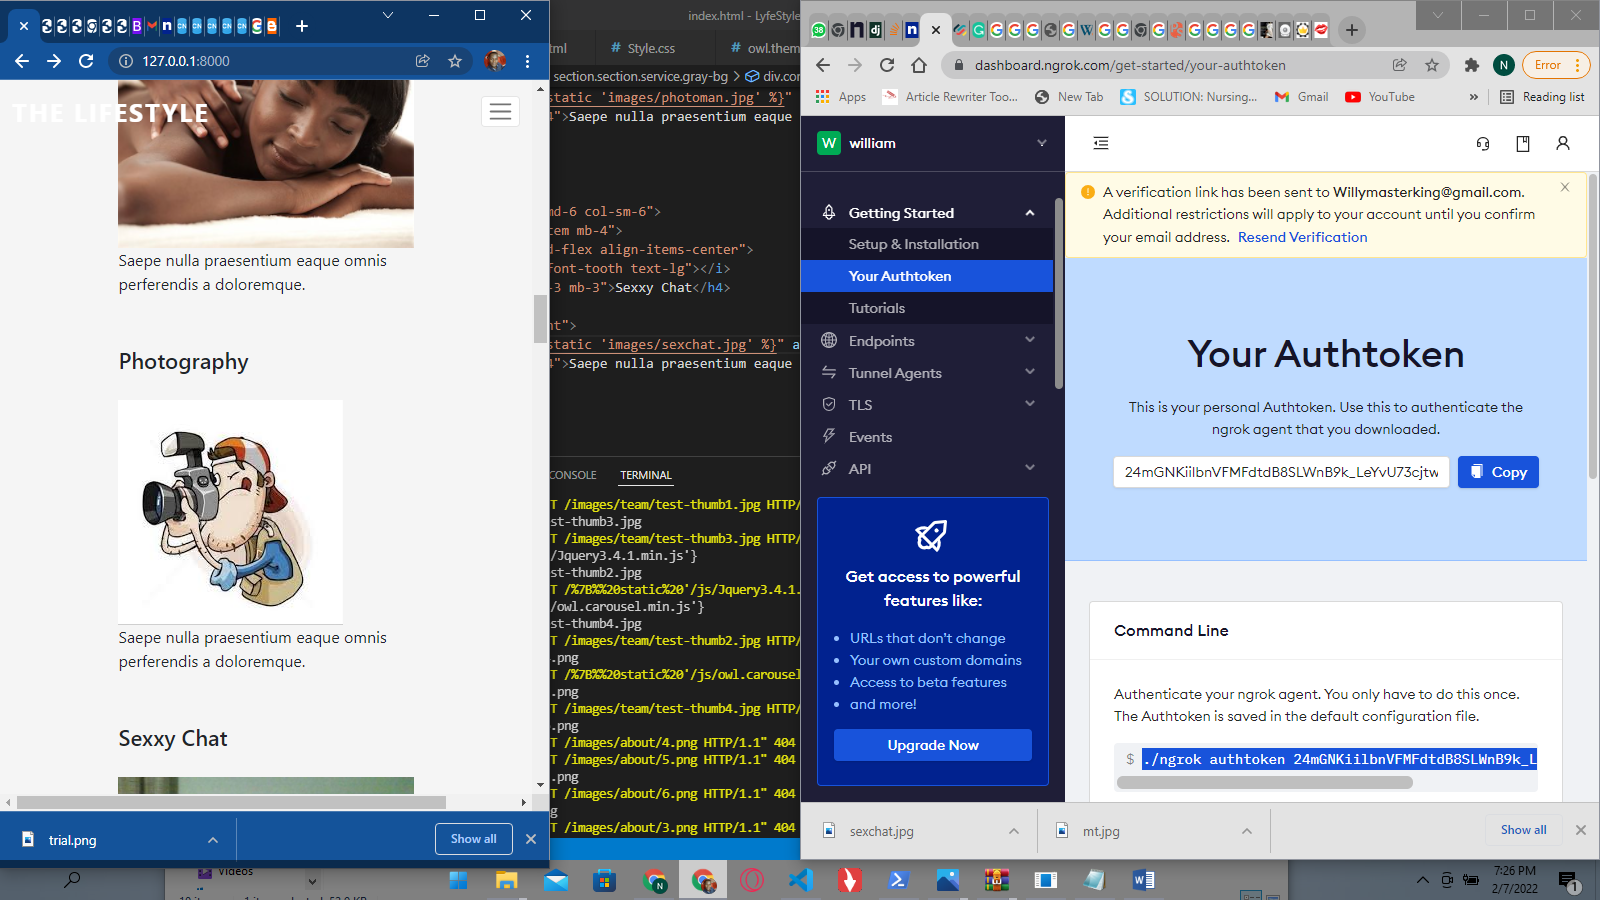 127.0.0.1:8000
THE LIFESTYLE
Saepe nulla praesentium eaque omnis
perferendis a doloremque.
Photography
Saepe nulla praesentium eaque omnis
perferendis a doloremque.
Sexxy Chat
trial.png
Show all
index.html - LyfeStyle
Style.css
owl.them
section.section.service.gray-bg > div.cor
static 'images/photoman.jpg' %}"
">Saepe nulla praesentium eaque
md-6 col-sm-6">
tem mb-4">
d-flex align-items-center">
font-tooth text-lg"></i>
-3 mb-3">Sexxy Chat</h4>
nt">
static 'images/sexchat.jpg' %}" a
">Saepe nulla praesentium eaque
CONSOLE
TERMINAL
T /images/team/test-thumb1.jpg HTTP/
st-thumb3.jpg
T /images/team/test-thumb3.jpg HTTP/
/Jquery3.4.1.min.js'}
st-thumb2.jpg
T /%7B%%20static%20'/js/Jquery3.4.1.
/owl.carousel.min.js'}
st-thumb4.jpg
T /images/team/test-thumb2.jpg HTTP/
.png
T /%7B%%20static%20'/js/owl.carousel
.png
T /images/team/test-thumb4.jpg HTTP/
.png
T /images/about/4.png HTTP/1.1" 404
T /images/about/5.png HTTP/1.1" 404
.png
T /images/about/6.png HTTP/1.1" 404
T /images/about/3.png HTTP/1.1" 404
dashboard.ngrok.com/get-started/your-authtoken
N
Error
Apps
Article Rewriter Too...
New Tab
SOLUTION: Nursing...
Gmail
YouTube
»
Reading list
W william
Getting Started
Setup & Installation
Your Authtoken
Tutorials
Endpoints
Tunnel Agents
TLS
Events
API
Get access to powerful
features like:
URLs that don't change
Your own custom domains
Access to beta features
and more!
Upgrade Now
A verification link has been sent to Willymasterking@gmail.com.
Additional restrictions will apply to your account until you confirm
your email address. Resend Verification
Your Authtoken
This is your personal Authtoken. Use this to authenticate the
ngrok agent that you downloaded.
24mGNKiilbnVFMFdtdB8SLWnB9k_LeYvU73cjtw
Copy
Command Line
Authenticate your ngrok agent. You only have to do this once.
The Authtoken is saved in the default configuration file.
$ ./ngrok authtoken 24mGNKiilbnVFMFdtdB8SLWnB9k_L
sexchat.jpg
mt.jpg
Show all
Videos
7:26 PM
2/7/2022
1